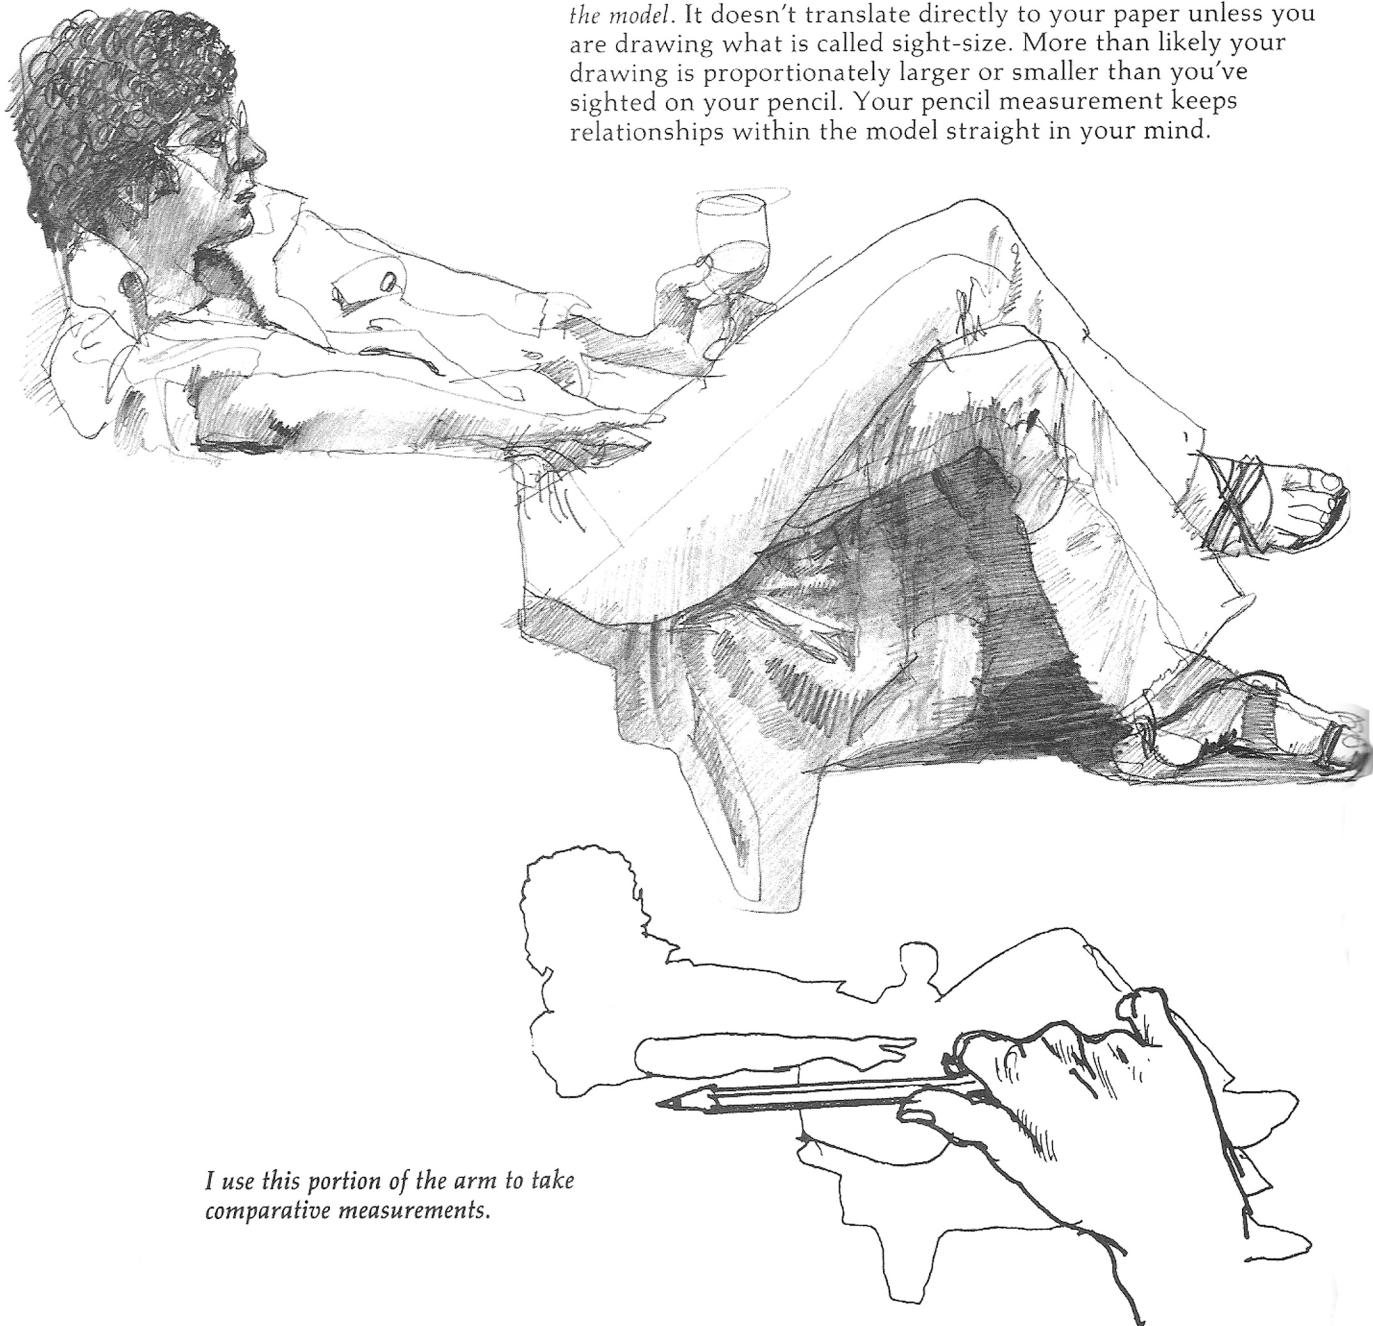 the model. It doesn't translate directly to your paper unless you
are drawing what is called sight-size. More than likely your
drawing is proportionately larger or smaller than you've
sighted on your pencil. Your pencil measurement keeps
relationships within the model straight in your mind.
I use this portion of the arm to take
comparative measurements.